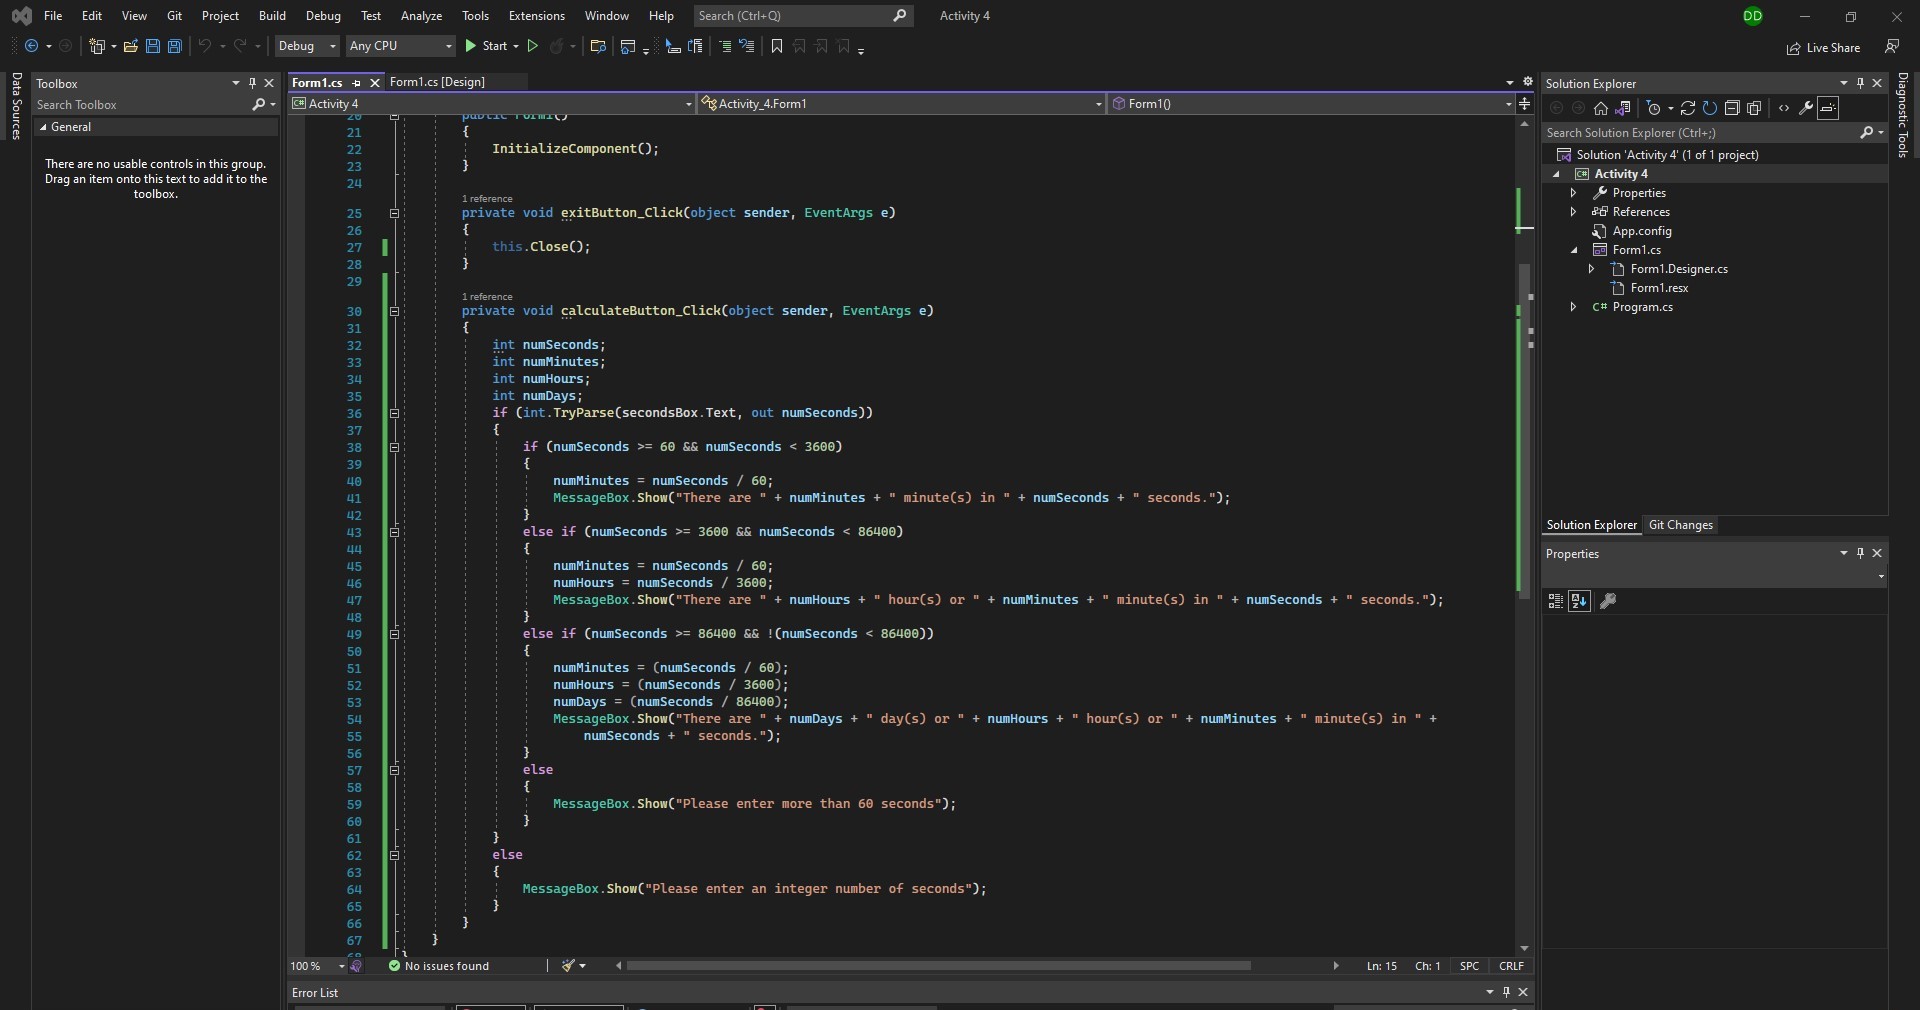 File Edit View Git Project Build Debug Test Analyze Tools Extensions Window Help Search (Ctrl+Q) Activity 4 DD
Debug Any CPU Start Live Share
Data Sources
Toolbox
Search Toolbox
General
There are no usable controls in this group.
Drag an item onto this text to add it to the
toolbox.
Form1.cs Form1.cs [Design]
Activity 4 Activity_4.Form1 Form1()
20 public Form1()
21 {
22 InitializeComponent();
23 }
24
1 reference
25 private void exitButton_Click(object sender, EventArgs e)
26 {
27 this.Close();
28 }
29
1 reference
30 private void calculateButton_Click(object sender, EventArgs e)
31 {
32 int numSeconds;
33 int numMinutes;
34 int numHours;
35 int numDays;
36 if (int.TryParse(secondsBox.Text, out numSeconds))
37 {
38 if (numSeconds >= 60 && numSeconds < 3600)
39 {
40 numMinutes = numSeconds / 60;
41 MessageBox.Show("There are " + numMinutes + " minute(s) in " + numSeconds + " seconds.");
42 }
43 else if (numSeconds >= 3600 && numSeconds < 86400)
44 {
45 numMinutes = numSeconds / 60;
46 numHours = numSeconds / 3600;
47 MessageBox.Show("There are " + numHours + " hour(s) or " + numMinutes + " minute(s) in " + numSeconds + " seconds.");
48 }
49 else if (numSeconds >= 86400 && !(numSeconds < 86400))
50 {
51 numMinutes = (numSeconds / 60);
52 numHours = (numSeconds / 3600);
53 numDays = (numSeconds / 86400);
54 MessageBox.Show("There are " + numDays + " day(s) or " + numHours + " hour(s) or " + numMinutes + " minute(s) in " +
55 numSeconds + " seconds.");
56 }
57 else
58 {
59 MessageBox.Show("Please enter more than 60 seconds");
60 }
61 }
62 else
63 {
64 MessageBox.Show("Please enter an integer number of seconds");
65 }
66 }
67 }
68 }
100 % No issues found Ln: 15 Ch: 1 SPC CRLF
Error List
Solution Explorer
Search Solution Explorer (Ctrl+;)
Solution 'Activity 4' (1 of 1 project)
C# Activity 4
Properties
References
App.config
Form1.cs
Form1.Designer.cs
Form1.resx
C# Program.cs
Solution Explorer Git Changes
Properties
Diagnostic Tools